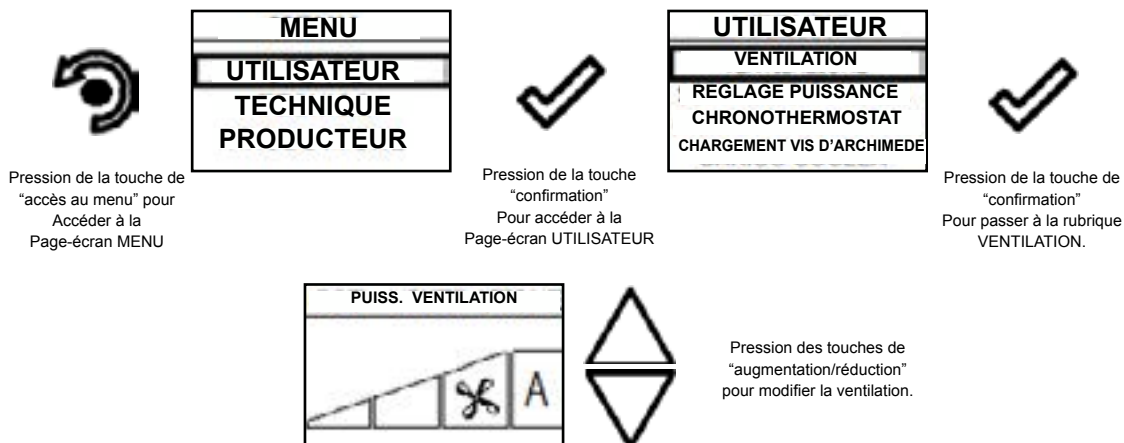 MENU
UTILISATEUR
TECHNIQUE
PRODUCTEUR
UTILISATEUR
VENTILATION
REGLAGE PUISSANCE
CHRONOTHERMOSTAT
CHARGEMENT VIS D'ARCHIMEDE
Pression de la touche de
“accès au menu” pour
Accéder à la
Page-écran MENU
Pression de la touche
“confirmation”
Pour accéder à la
Page-écran UTILISATEUR
Pression de la touche de
“confirmation”
Pour passer à la rubrique
VENTILATION.
PUISS. VENTILATION
A
Pression des touches de
“augmentation/réduction”
pour modifier la ventilation.